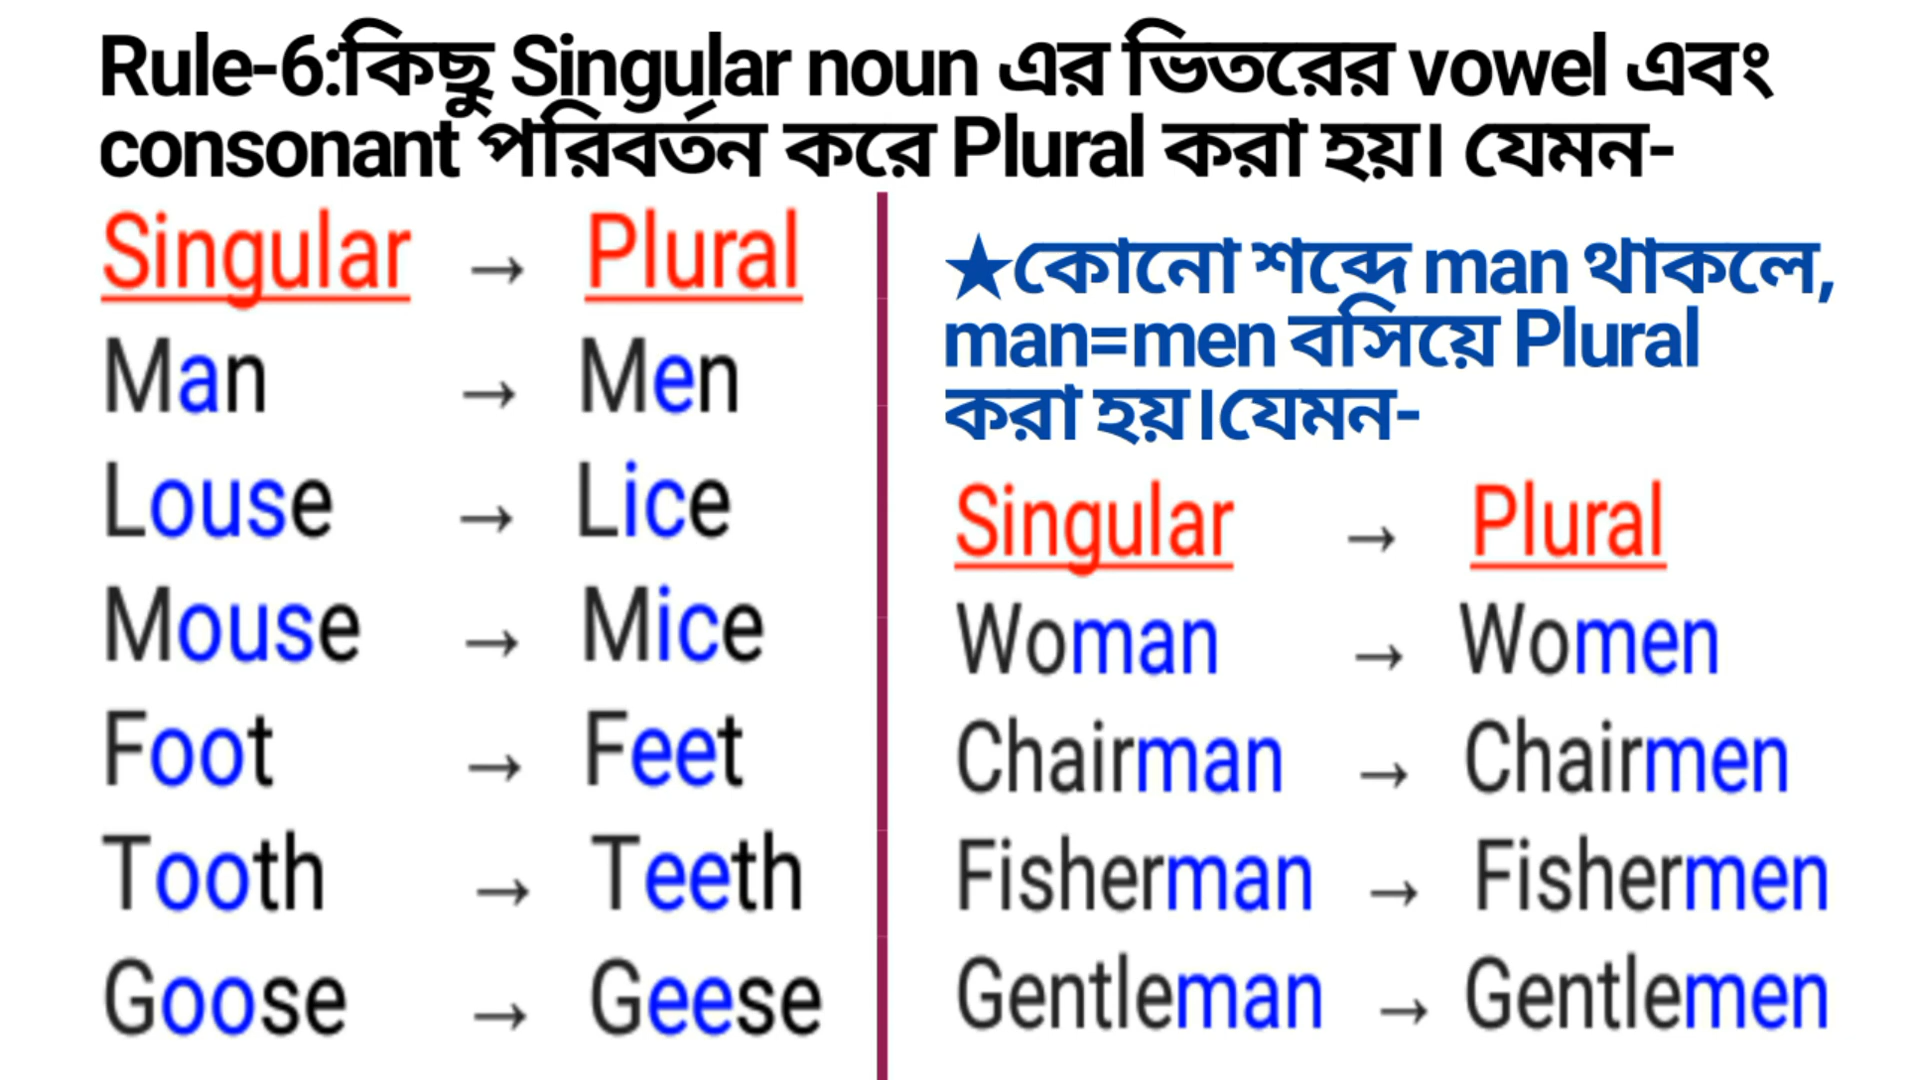 Rule-6:কিছু Singular noun এর ভিতরের vowel এবং
consonant পরিবর্তন করে Plural করা হয়। যেমন-
Singular → Plural
Man → Men
Louse → Lice
Mouse → Mice
Foot → Feet
Tooth → Teeth
Goose → Geese
★কোনো শব্দে man থাকলে,
man=men বসিয়ে Plural
করা হয়।যেমন-
Singular → Plural
Woman → Women
Chairman → Chairmen
Fisherman → Fishermen
Gentleman → Gentlemen